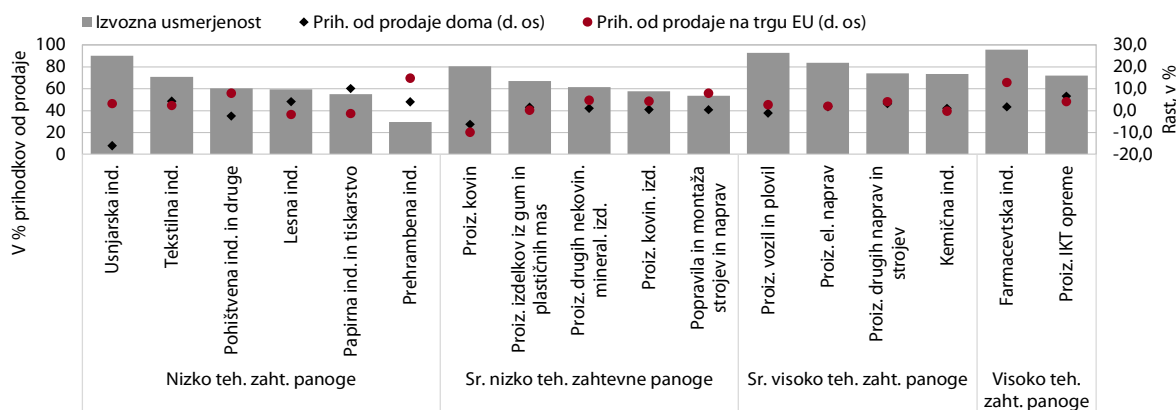 Izvozna usmerjenost
Prih. od prodaje doma (d. os)
Prih. od prodaje na trgu EU (d. os)
V % prihodkov od prodaje
100
80
60
40
20
0
30,0
20,0
10,0
0,0
-10,0
-20,0
Rast, v %
Usnjarska ind.
Tekstilna ind.
Pohištvena ind. in druge
Lesna ind.
Papirna ind. in tiskarstvo
Prehrambena ind.
Proiz. kovin
Proiz. izdelkov iz gum in
plastičnih mas
Proiz. drugih nekovin.
mineral. izd.
Proiz. kovin. izd.
Popravila in montaža
strojev in naprav
Proiz. vozil in plovil
Proiz. el. naprav
Proiz. drugih naprav in
strojev
Kemična ind.
Farmacevtska ind.
Proiz. IKT opreme
Nizko teh. zaht. panoge
Sr. nizko teh. zahtevne panoge
Sr. visoko teh. zaht. panoge
Visoko teh.
zaht. panoge